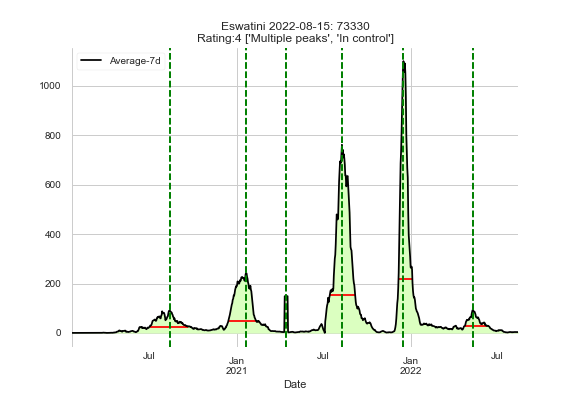 Eswatini 2022-08-15: 73330
Rating:4 ['Multiple peaks', 'In control']
Average-7d
1000
800
600
400
200
0
Jul
Jan
2021
Jul
Jan
2022
Jul
Date